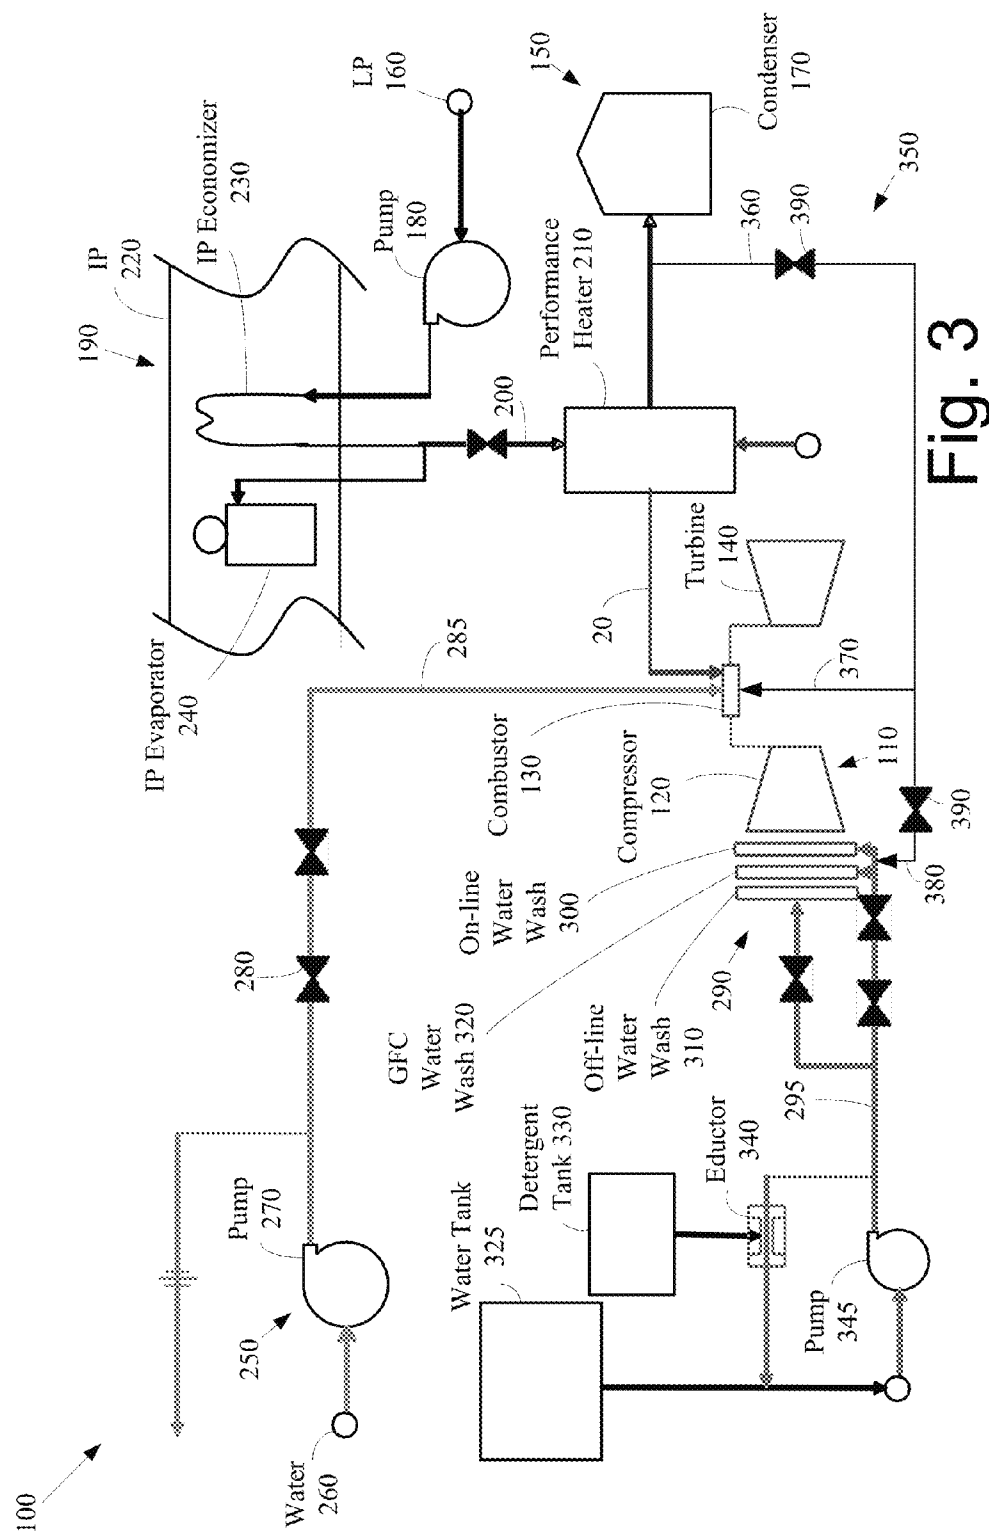 100
Water
260
250
Pump
270
280
285
IP Evaporator
240
190
IP
220
IP Economizer
230
LP
160
Pump
180
200
Performance
Heater 210
150
Condenser
170
360
390
350
20
Turbine
140
Combustor
130
Compressor
120
110
370
380
390
On-line
Water
Wash
300
GFC
Water
Wash 320
Off-line
Water
Wash
310
290
295
Water Tank
325
Detergent
Tank 330
Eductor
340
Pump
345
Fig. 3